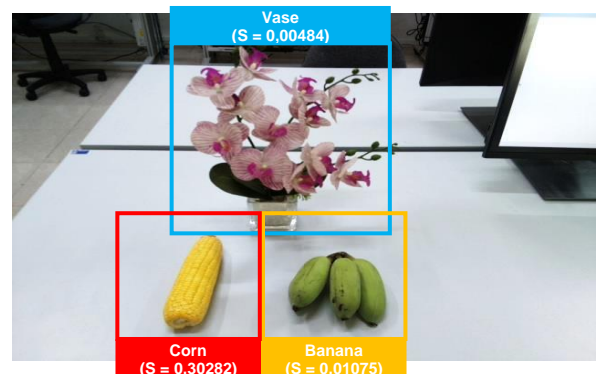 Vase
(S = 0,00484)
Corn
(S = 0,30282)
Banana
(S = 0,01075)